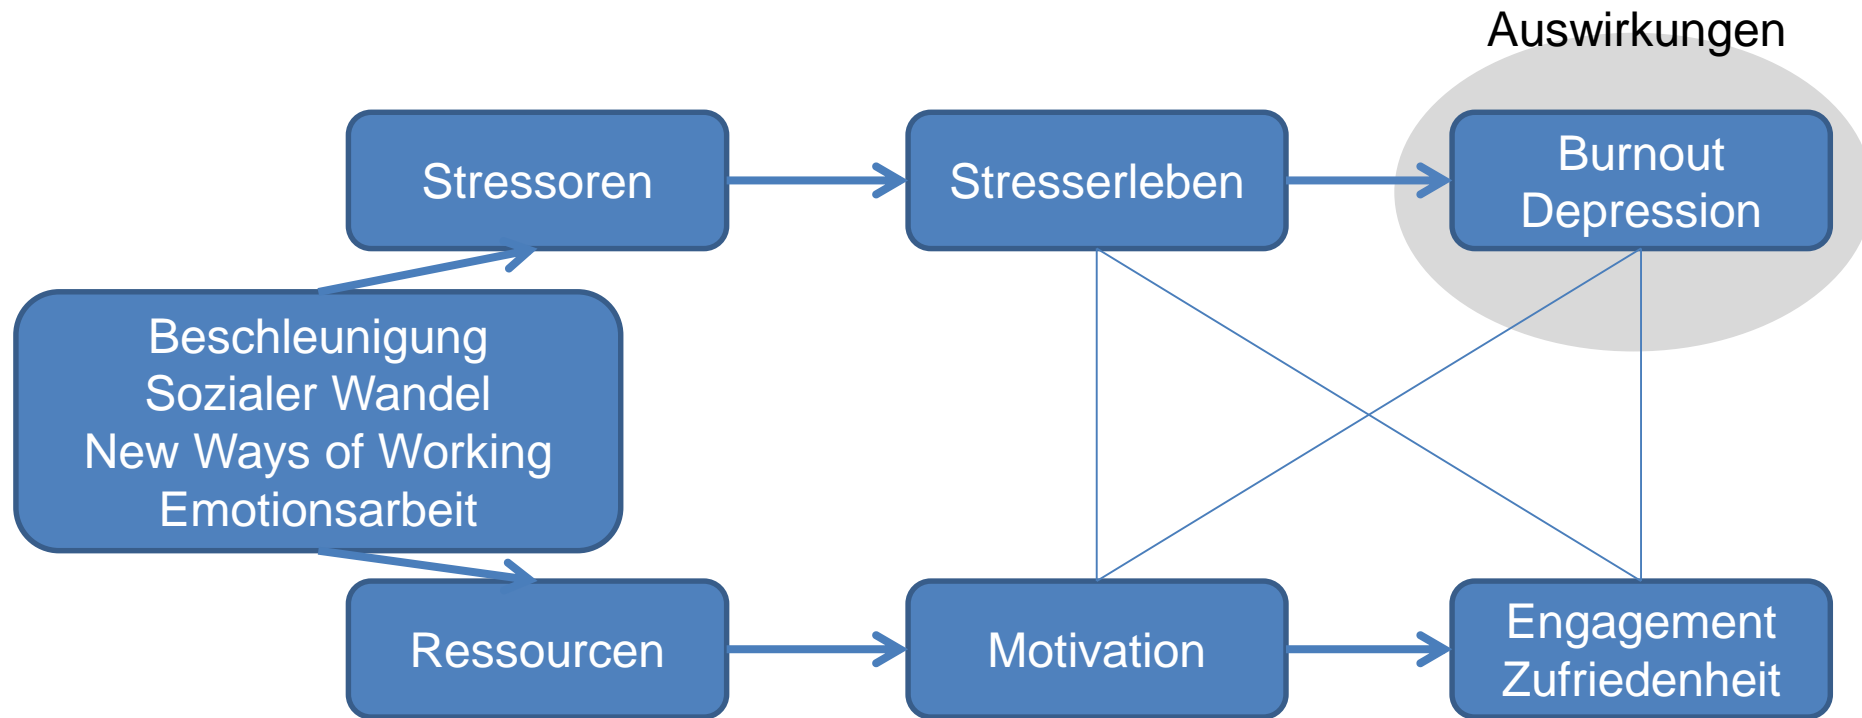 Auswirkungen
Stressoren
Stresserleben
Burnout
Depression
Beschleunigung
Sozialer Wandel
New Ways of Working
Emotionsarbeit
Ressourcen
Motivation
Engagement
Zufriedenheit